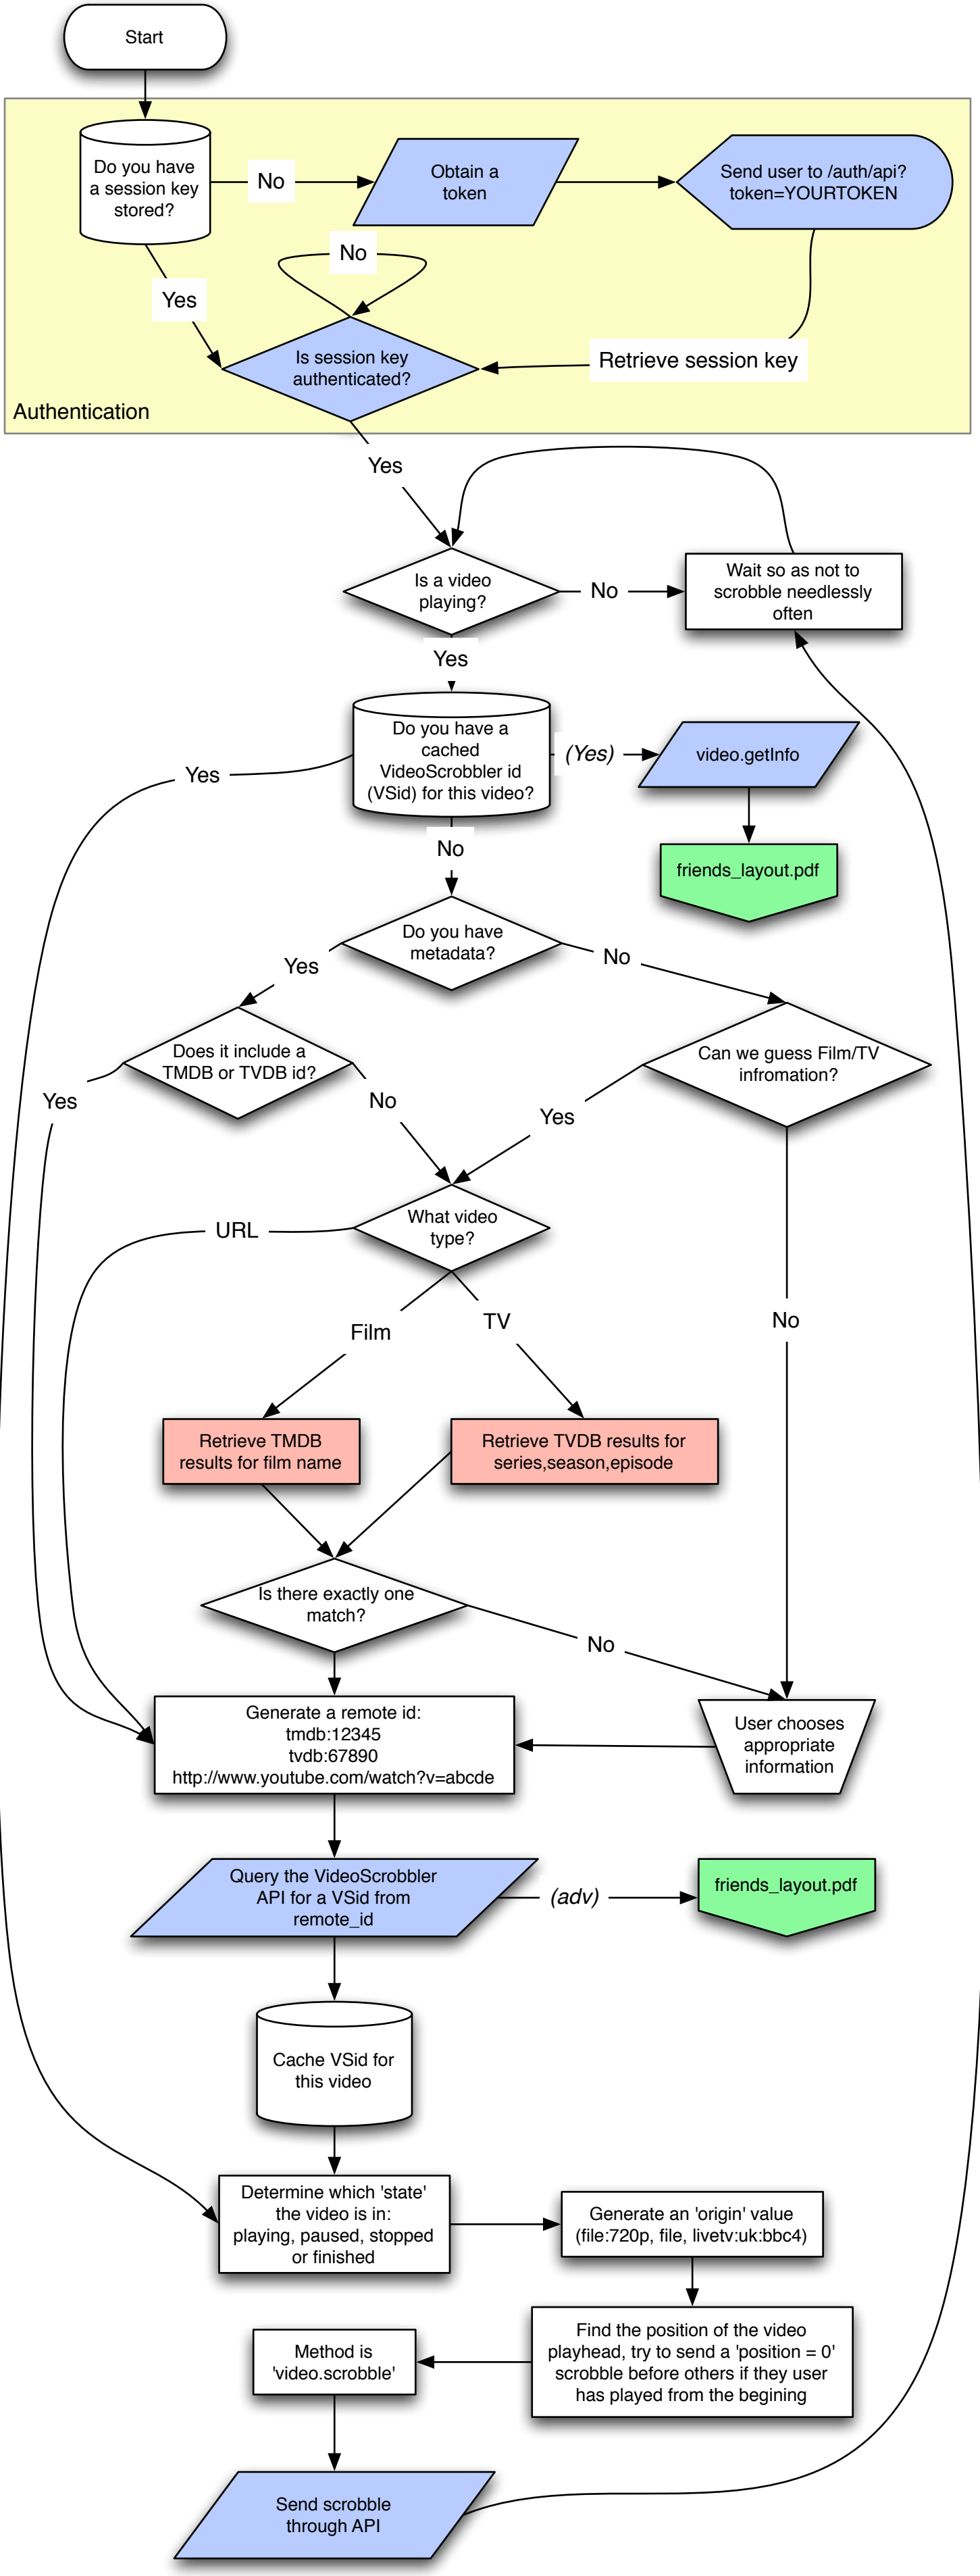 Start
Do you have
a session key
stored?
No
Obtain a
token
Send user to /auth/api?
token=YOURTOKEN
No
Yes
Is session key
authenticated?
Retrieve session key
Authentication
Yes
Is a video
playing?
No
Wait so as not to
scrobble needlessly
often
Yes
Do you have a
cached
VideoScrobbler id
(VSid) for this video?
(Yes)
video.getInfo
Yes
friends_layout.pdf
No
Do you have
metadata?
Yes
No
Does it include a
TMDB or TVDB id?
Can we guess Film/TV
infromation?
Yes
No
Yes
What video
type?
URL
Film
TV
No
Retrieve TMDB
results for film name
Retrieve TVDB results for
series,season,episode
Is there exactly one
match?
No
Generate a remote id:
tmdb:12345
tvdb:67890
http://www.youtube.com/watch?v=abcde
User chooses
appropriate
information
Query the VideoScrobbler
API for a VSid from
remote_id
(adv)
friends_layout.pdf
Cache VSid for
this video
Determine which 'state'
the video is in:
playing, paused, stopped
or finished
Generate an 'origin' value
(file:720p, file, livetv:uk:bbc4)
Find the position of the video
playhead, try to send a 'position = 0'
scrobble before others if they user
has played from the begining
Method is
'video.scrobble'
Send scrobble
through API